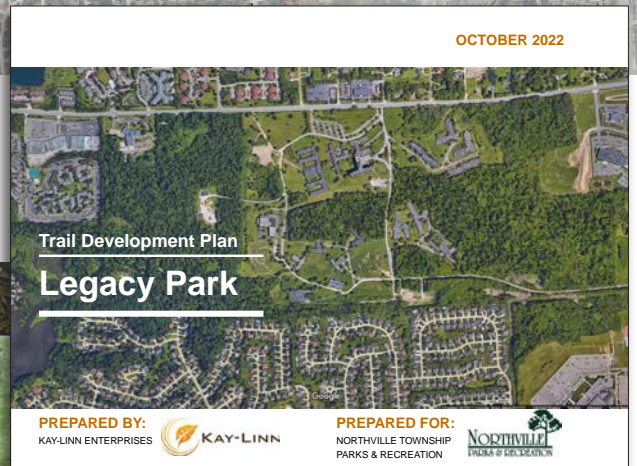 OCTOBER 2022
Trail Development Plan
Legacy Park
Google
PREPARED BY:
KAY-LINN ENTERPRISES
KAY-LINN
PREPARED FOR:
NORTHVILLE TOWNSHIP
PARKS & RECREATION
NORTHVILLE
PARKS & RECREATION